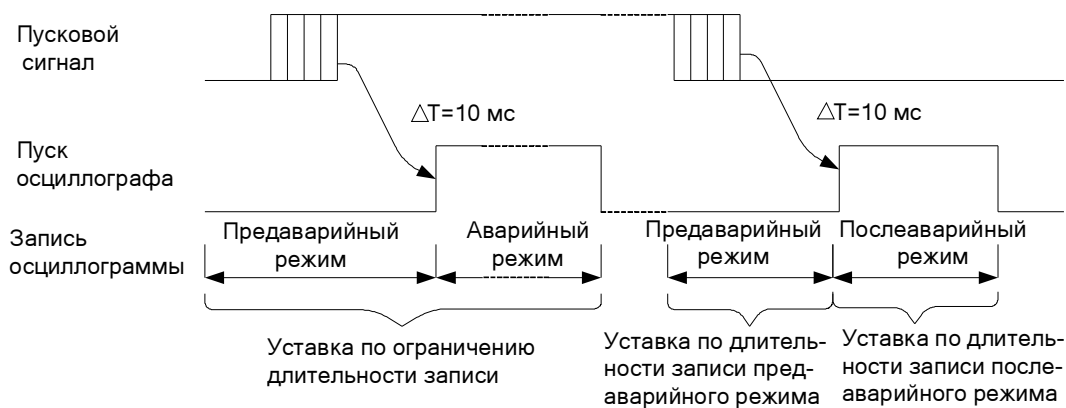 Пусковой
сигнал
△T=10 мс
△T=10 мс
Пуск
осциллографа
Запись
осциллограммы
Предаварийный
режим
Аварийный
режим
Предаварийный
режим
Послеаварийный
режим
Уставка по ограничению
длительности записи
Уставка по длитель-
ности записи пред-
аварийного режима
Уставка по длитель-
ности записи после-
аварийного режима